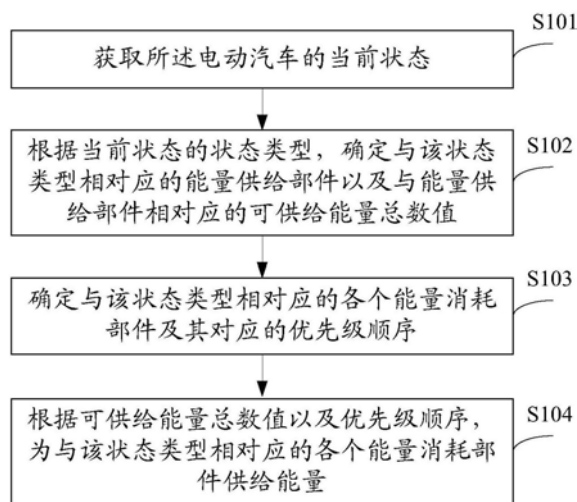 S101
获取所述电动汽车的当前状态
S102
根据当前状态的状态类型，确定与该状态
类型相对应的能量供给部件以及与能量供
给部件相对应的可供给能量总数值
S103
确定与该状态类型相对应的各个能量消耗
部件及其对应的优先级顺序
S104
根据可供给能量总数值以及优先级顺序，
为与该状态类型相对应的各个能量消耗部
件供给能量